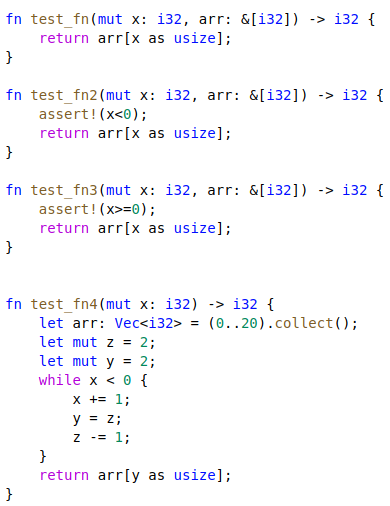 fn test_fn(mut x: i32, arr: &[i32]) -> i32 {
    return arr[x as usize];
}

fn test_fn2(mut x: i32, arr: &[i32]) -> i32 {
    assert!(x<0);
    return arr[x as usize];
}

fn test_fn3(mut x: i32, arr: &[i32]) -> i32 {
    assert!(x>=0);
    return arr[x as usize];
}


fn test_fn4(mut x: i32) -> i32 {
    let arr: Vec<i32> = (0..20).collect();
    let mut z = 2;
    let mut y = 2;
    while x < 0 {
        x += 1;
        y = z;
        z -= 1;
    }
    return arr[y as usize];
}